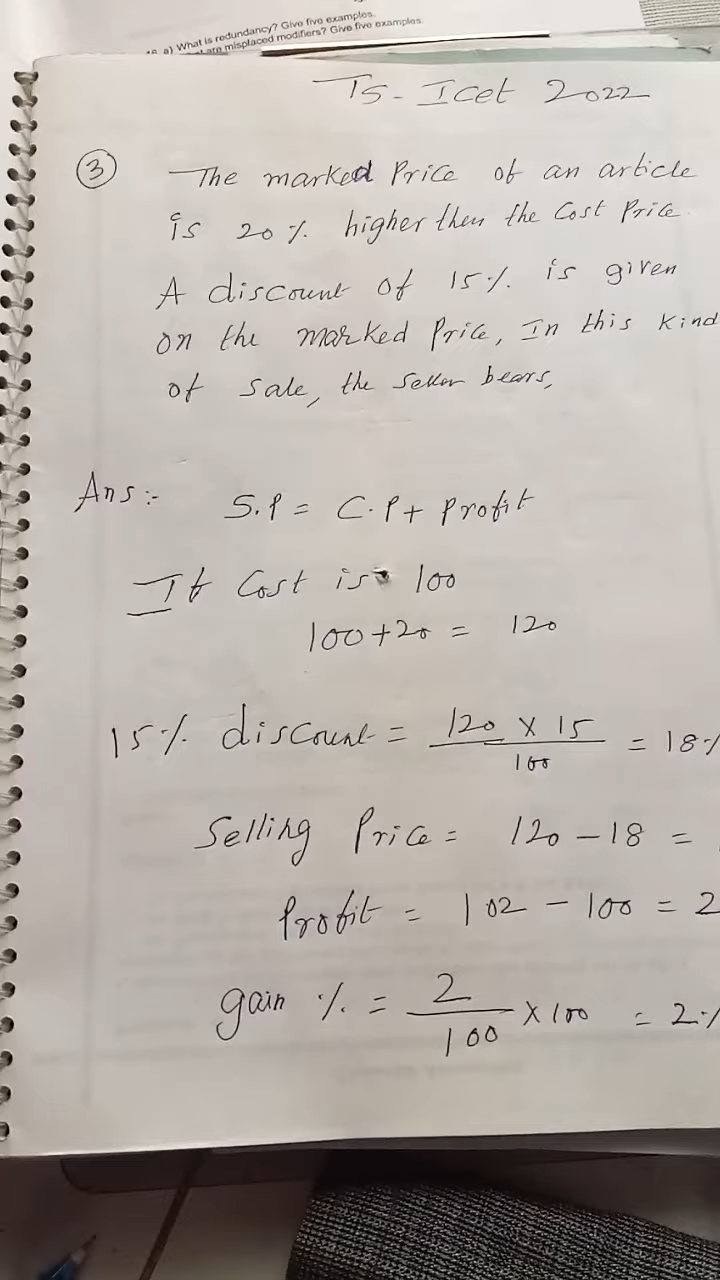 a) What is redundancy? Give five examples.
are misplaced modifiers? Give five examples.
TS - Icet 2022
3 The marked Price of an article
is 20 % higher then the Cost Price.
A discount of 15 % is given
on the marked Price, In this kind
of sale, the seller bears,
Ans :- S.P = C.P + Profit
If Cost is 100
100 + 20 = 120
15 % discount = 120 X 15 / 100 = 18 %
Selling Price = 120 - 18 =
Profit = 102 - 100 = 2
gain % = 2 / 100 X 100 = 2 %